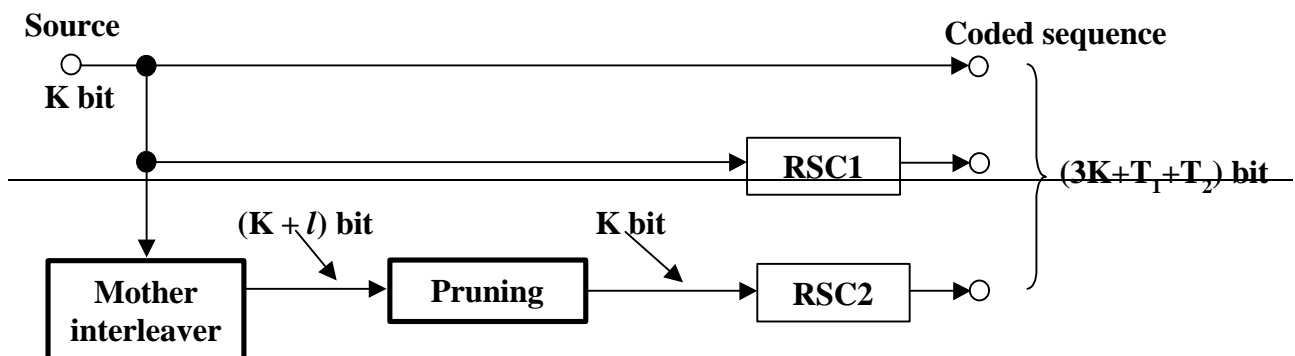 Source
Coded sequence
K bit
RSC1
(3K+T₁+T₂) bit
(K + l) bit
K bit
Mother
interleaver
Pruning
RSC2